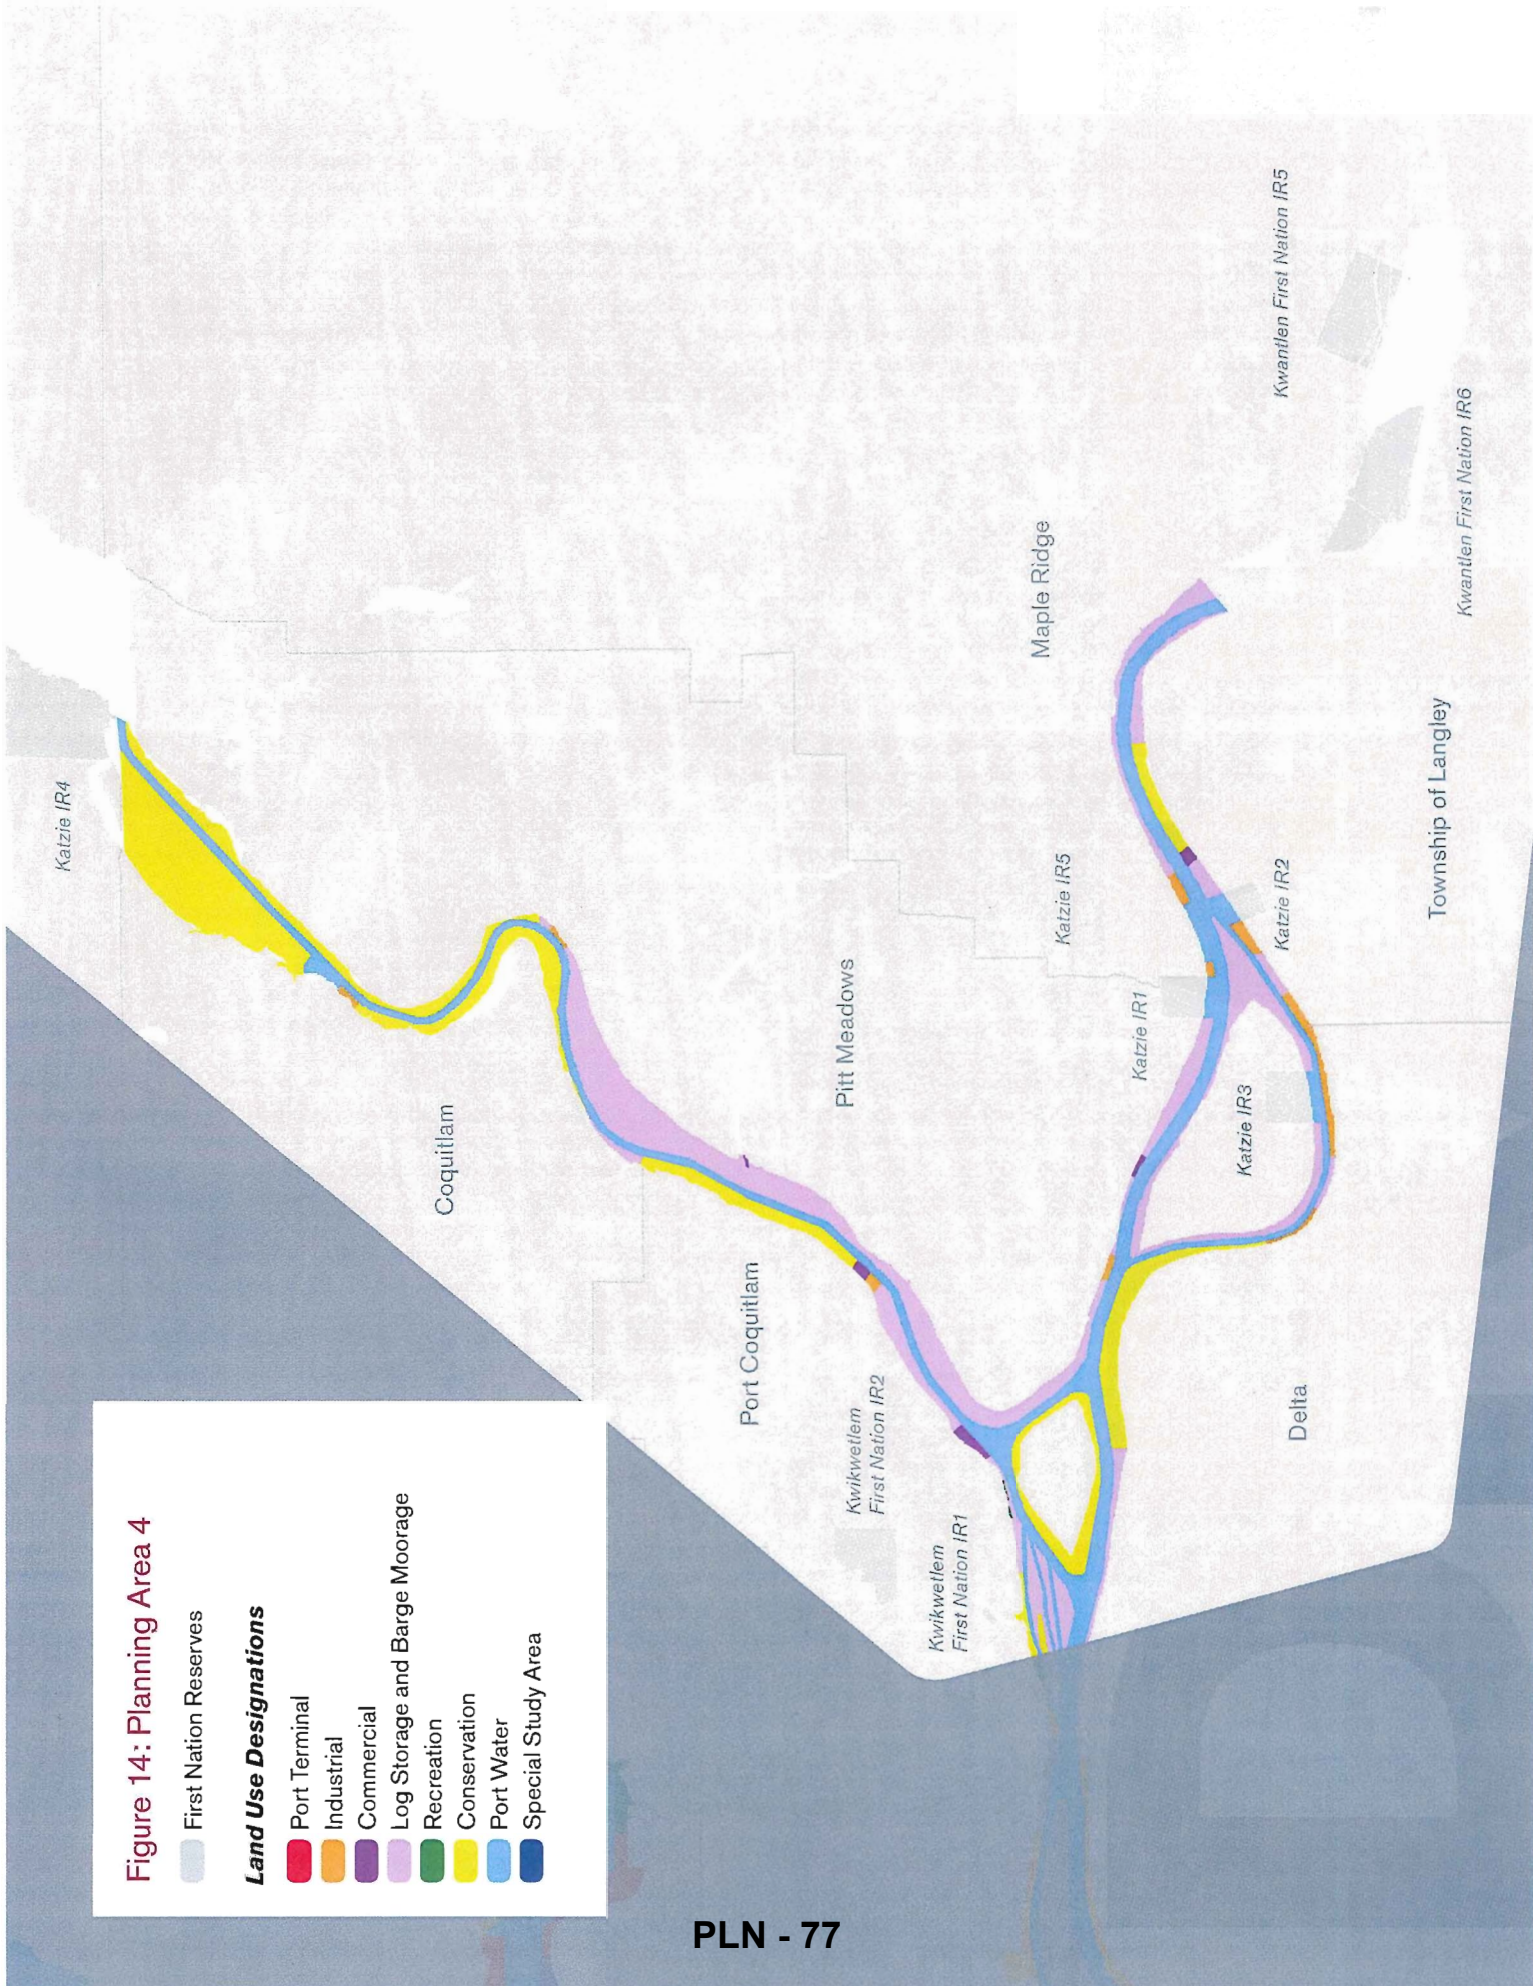 Figure 14: Planning Area 4
First Nation Reserves
Land Use Designations
Port Terminal
Industrial
Commercial
Log Storage and Barge Moorage
Recreation
Conservation
Port Water
Special Study Area
Katzie IR4
Coquitlam
Port Coquitlam
Pitt Meadows
Maple Ridge
Kwikwetlem
First Nation IR2
Kwikwetlem
First Nation IR1
Katzie IR5
Katzie IR1
Katzie IR3
Katzie IR2
Kwantlen First Nation IR5
Kwantlen First Nation IR6
Township of Langley
Delta
PLN - 77